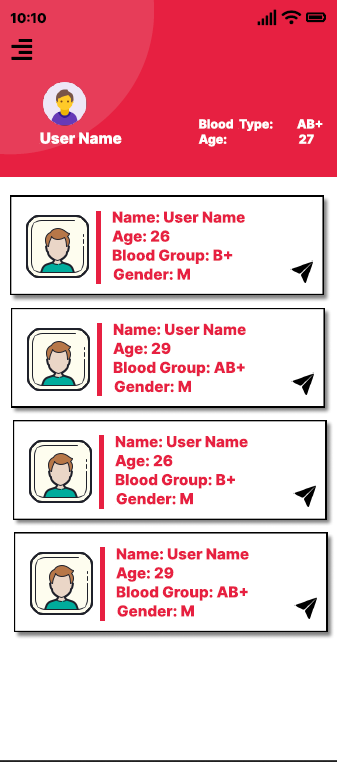 10:10
User Name
Blood Type: AB+
Age: 27
Name: User Name
Age: 26
Blood Group: B+
Gender: M
Name: User Name
Age: 29
Blood Group: AB+
Gender: M
Name: User Name
Age: 26
Blood Group: B+
Gender: M
Name: User Name
Age: 29
Blood Group: AB+
Gender: M